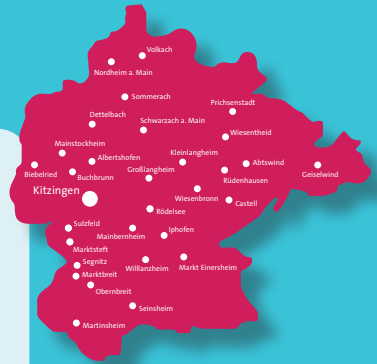 Volkach
Nordheim a. Main
Sommerach
Prichsenstadt
Dettelbach
Schwarzach a. Main
Wiesentheid
Mainstockheim
Kleinlangheim
Albertshofen
Abtswind
Biebelried
Buchbrunn
Großlangheim
Rüdenhausen
Geiselwind
Kitzingen
Wiesenbronn
Castell
Rödelsee
Sulzfeld
Mainbernheim
Iphofen
Marktsteft
Segnitz
Willanzheim
Markt Einersheim
Marktbreit
Obernbreit
Seinsheim
Martinsheim